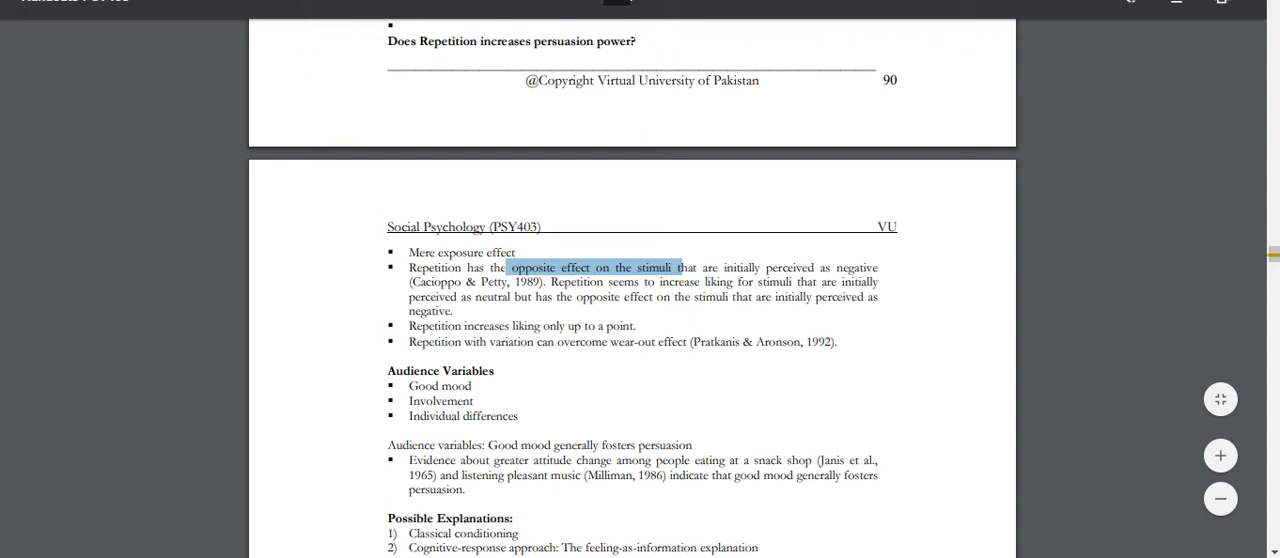 Does Repetition increases persuasion power?
@Copyright Virtual University of Pakistan 90
Social Psychology (PSY403) VU
▪ Mere exposure effect
▪ Repetition has the opposite effect on the stimuli that are initially perceived as negative
(Cacioppo & Petty, 1989). Repetition seems to increase liking for stimuli that are initially
perceived as neutral but has the opposite effect on the stimuli that are initially perceived as
negative.
▪ Repetition increases liking only up to a point.
▪ Repetition with variation can overcome wear-out effect (Pratkanis & Aronson, 1992).
Audience Variables
▪ Good mood
▪ Involvement
▪ Individual differences
Audience variables: Good mood generally fosters persuasion
▪ Evidence about greater attitude change among people eating at a snack shop (Janis et al.,
1965) and listening pleasant music (Milliman, 1986) indicate that good mood generally fosters
persuasion.
Possible Explanations:
1) Classical conditioning
2) Cognitive-response approach: The feeling-as-information explanation